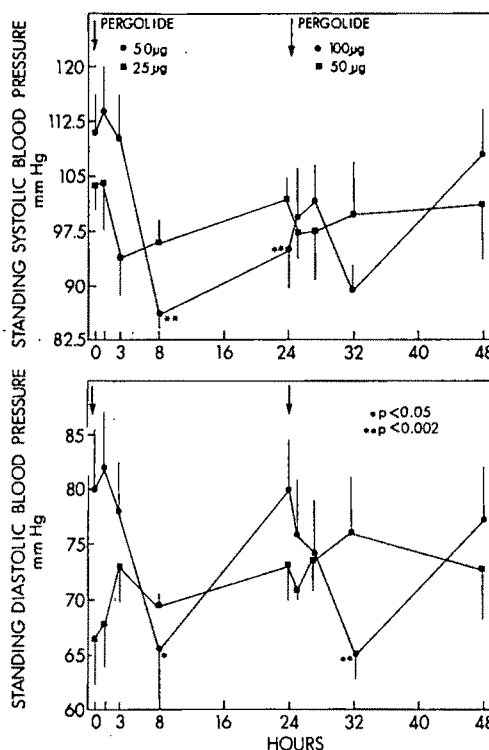 PERGOLIDE PERGOLIDE
● 50µg ● 100µg
■ 25µg ■ 50µg
STANDING SYSTOLIC BLOOD PRESSURE
mm Hg
120
112.5
105
97.5
90
82.5
**
**
0 3 8 16 24 32 48
STANDING DIASTOLIC BLOOD PRESSURE
mm Hg
* p<0.05
** p<0.002
85
80
75
70
65
60
*
**
0 3 8 16 24 32 48
HOURS